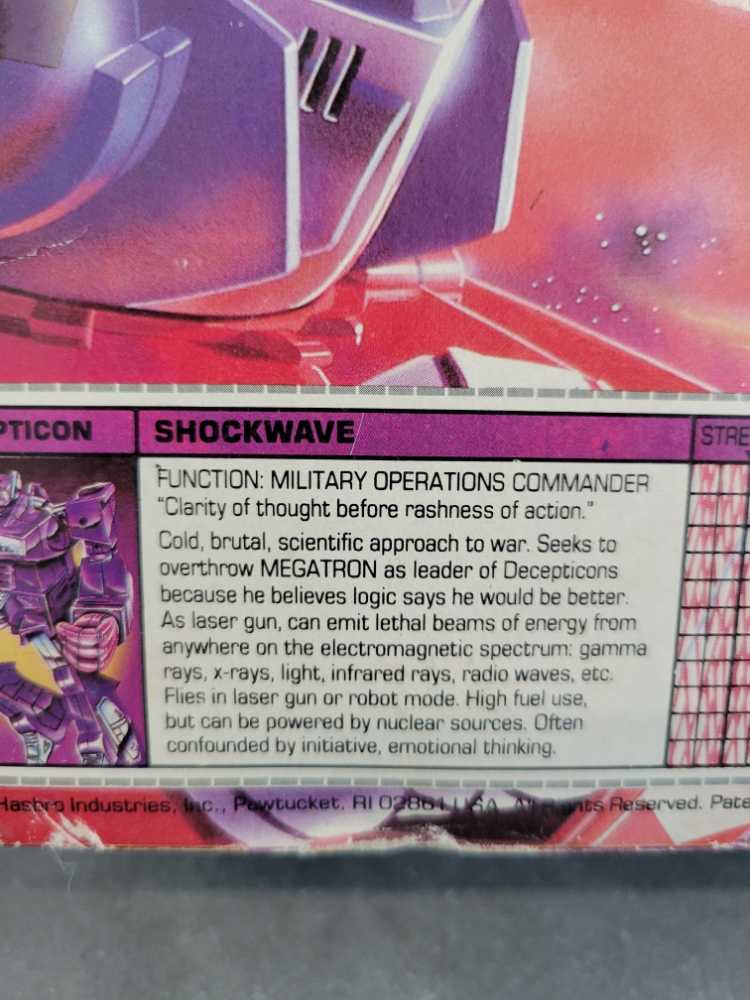 PTICON
SHOCKWAVE
STRE
FUNCTION: MILITARY OPERATIONS COMMANDER
"Clarity of thought before rashness of action."
Cold, brutal, scientific approach to war. Seeks to
overthrow MEGATRON as leader of Decepticons
because he believes logic says he would be better.
As laser gun, can emit lethal beams of energy from
anywhere on the electromagnetic spectrum: gamma
rays, x-rays, light, infrared rays, radio waves, etc.
Flies in laser gun or robot mode. High fuel use,
but can be powered by nuclear sources. Often
confounded by initiative, emotional thinking.
Hasbro Industries, Inc., Pawtucket, RI 02861 USA. All Rights Reserved. Pate